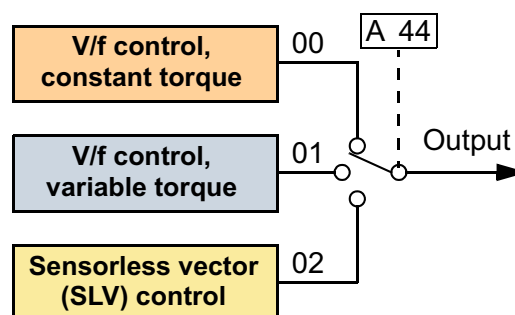 V/f control,
constant torque
00
A 44
V/f control,
variable torque
01
Output
Sensorless vector
(SLV) control
02